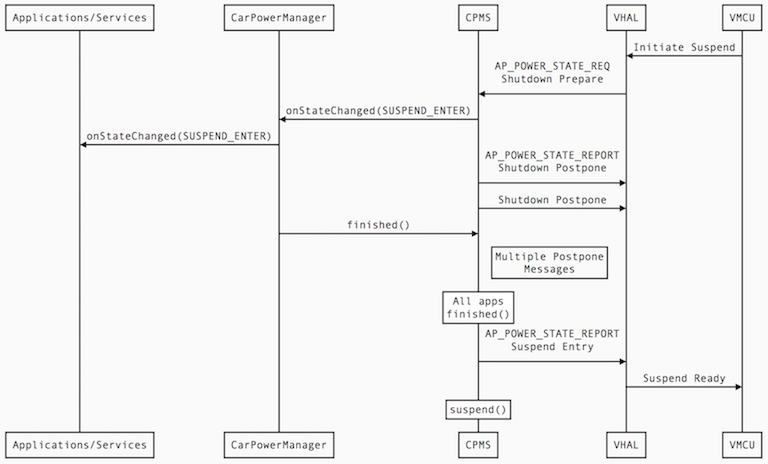 Applications/Services
CarPowerManager
CPMS
VHAL
VMCU
Initiate Suspend
AP_POWER_STATE_REQ
Shutdown Prepare
onStateChanged(SUSPEND_ENTER)
onStateChanged(SUSPEND_ENTER)
AP_POWER_STATE_REPORT
Shutdown Postpone
Shutdown Postpone
finished()
Multiple Postpone
Messages
All apps
finished()
AP_POWER_STATE_REPORT
Suspend Entry
Suspend Ready
suspend()
Applications/Services
CarPowerManager
CPMS
VHAL
VMCU